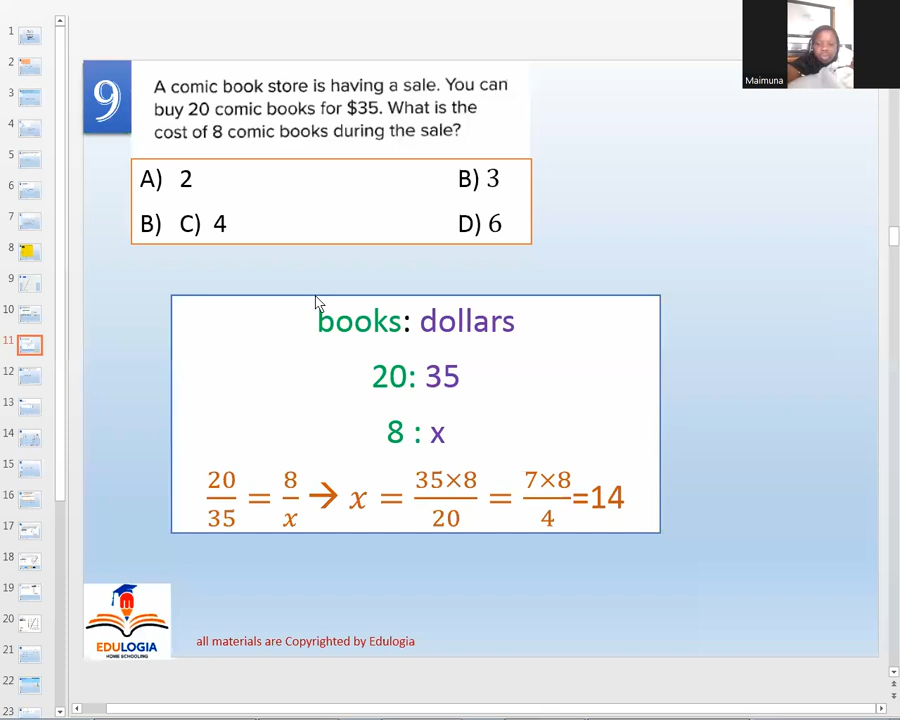 Maimuna
9
A comic book store is having a sale. You can
buy 20 comic books for $35. What is the
cost of 8 comic books during the sale?
A) 2 B) 3
B) C) 4 D) 6
books: dollars
20: 35
8 : x
20/35 = 8/x → x = 35×8/20 = 7×8/4 =14
EDULOGIA
HOME SCHOOLING
all materials are Copyrighted by Edulogia
1
2
3
4
5
6
7
8
9
10
11
12
13
14
15
16
17
18
19
20
21
22
23